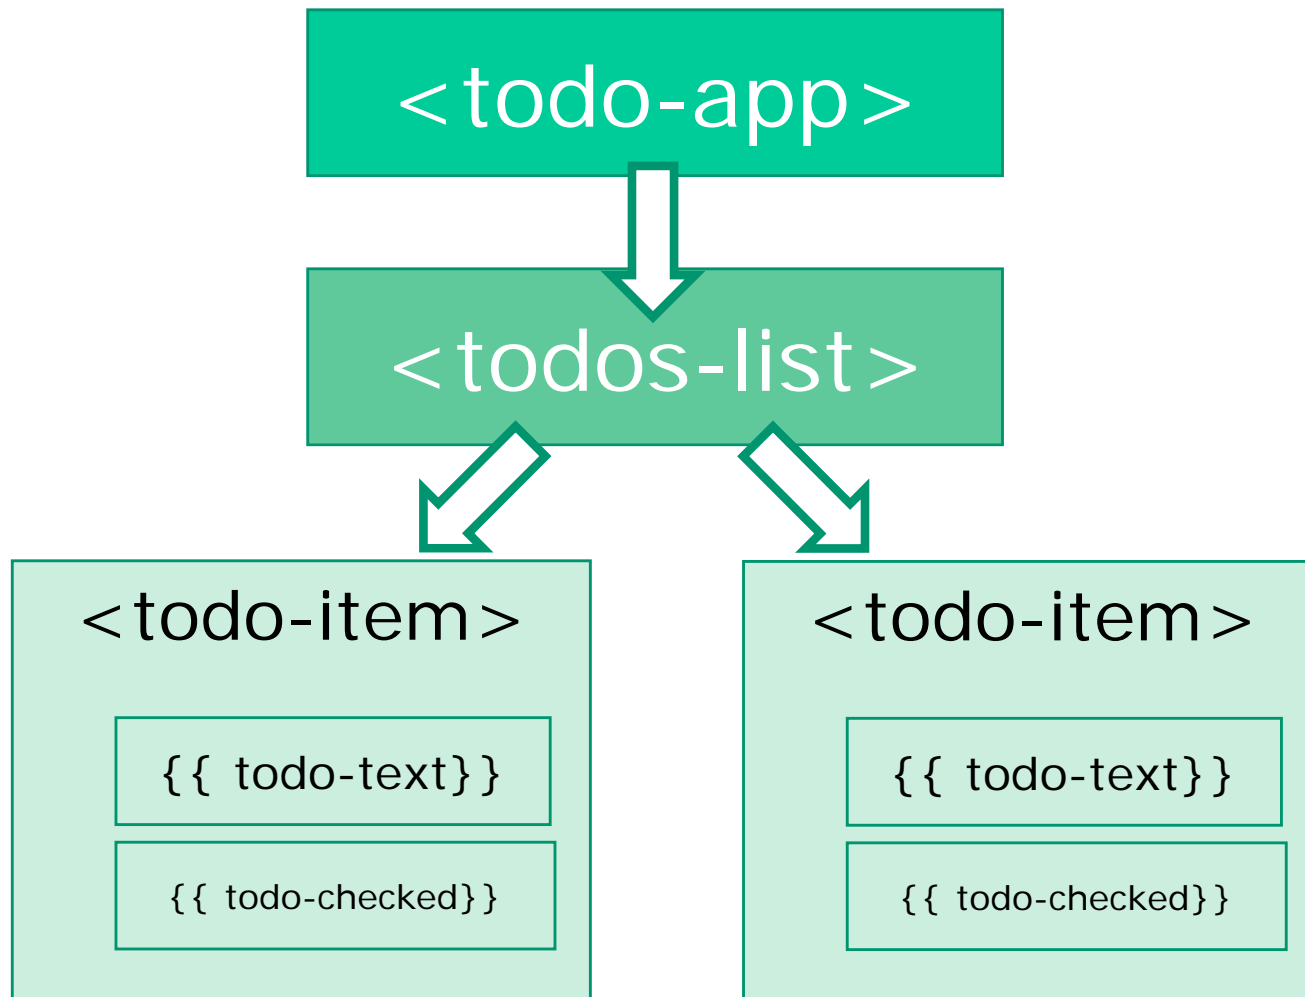 <todo-app>
<todos-list>
<todo-item>
{{ todo-text}}
{{ todo-checked}}
<todo-item>
{{ todo-text}}
{{ todo-checked}}